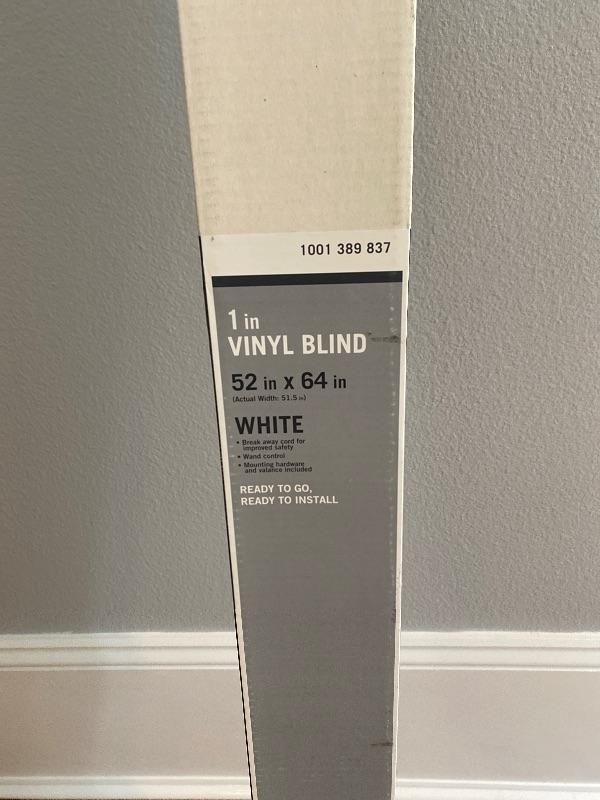 1001 389 837
1 in
VINYL BLIND
52 in x 64 in
(Actual Width: 51.5 in)
WHITE
• Break away cord for
improved safety
• Wand control
• Mounting hardware
and valance included
READY TO GO,
READY TO INSTALL